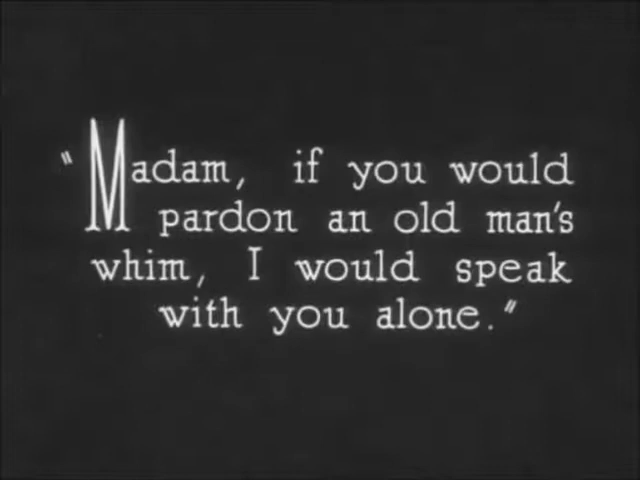 "Madam, if you would
pardon an old man's
whim, I would speak
with you alone."